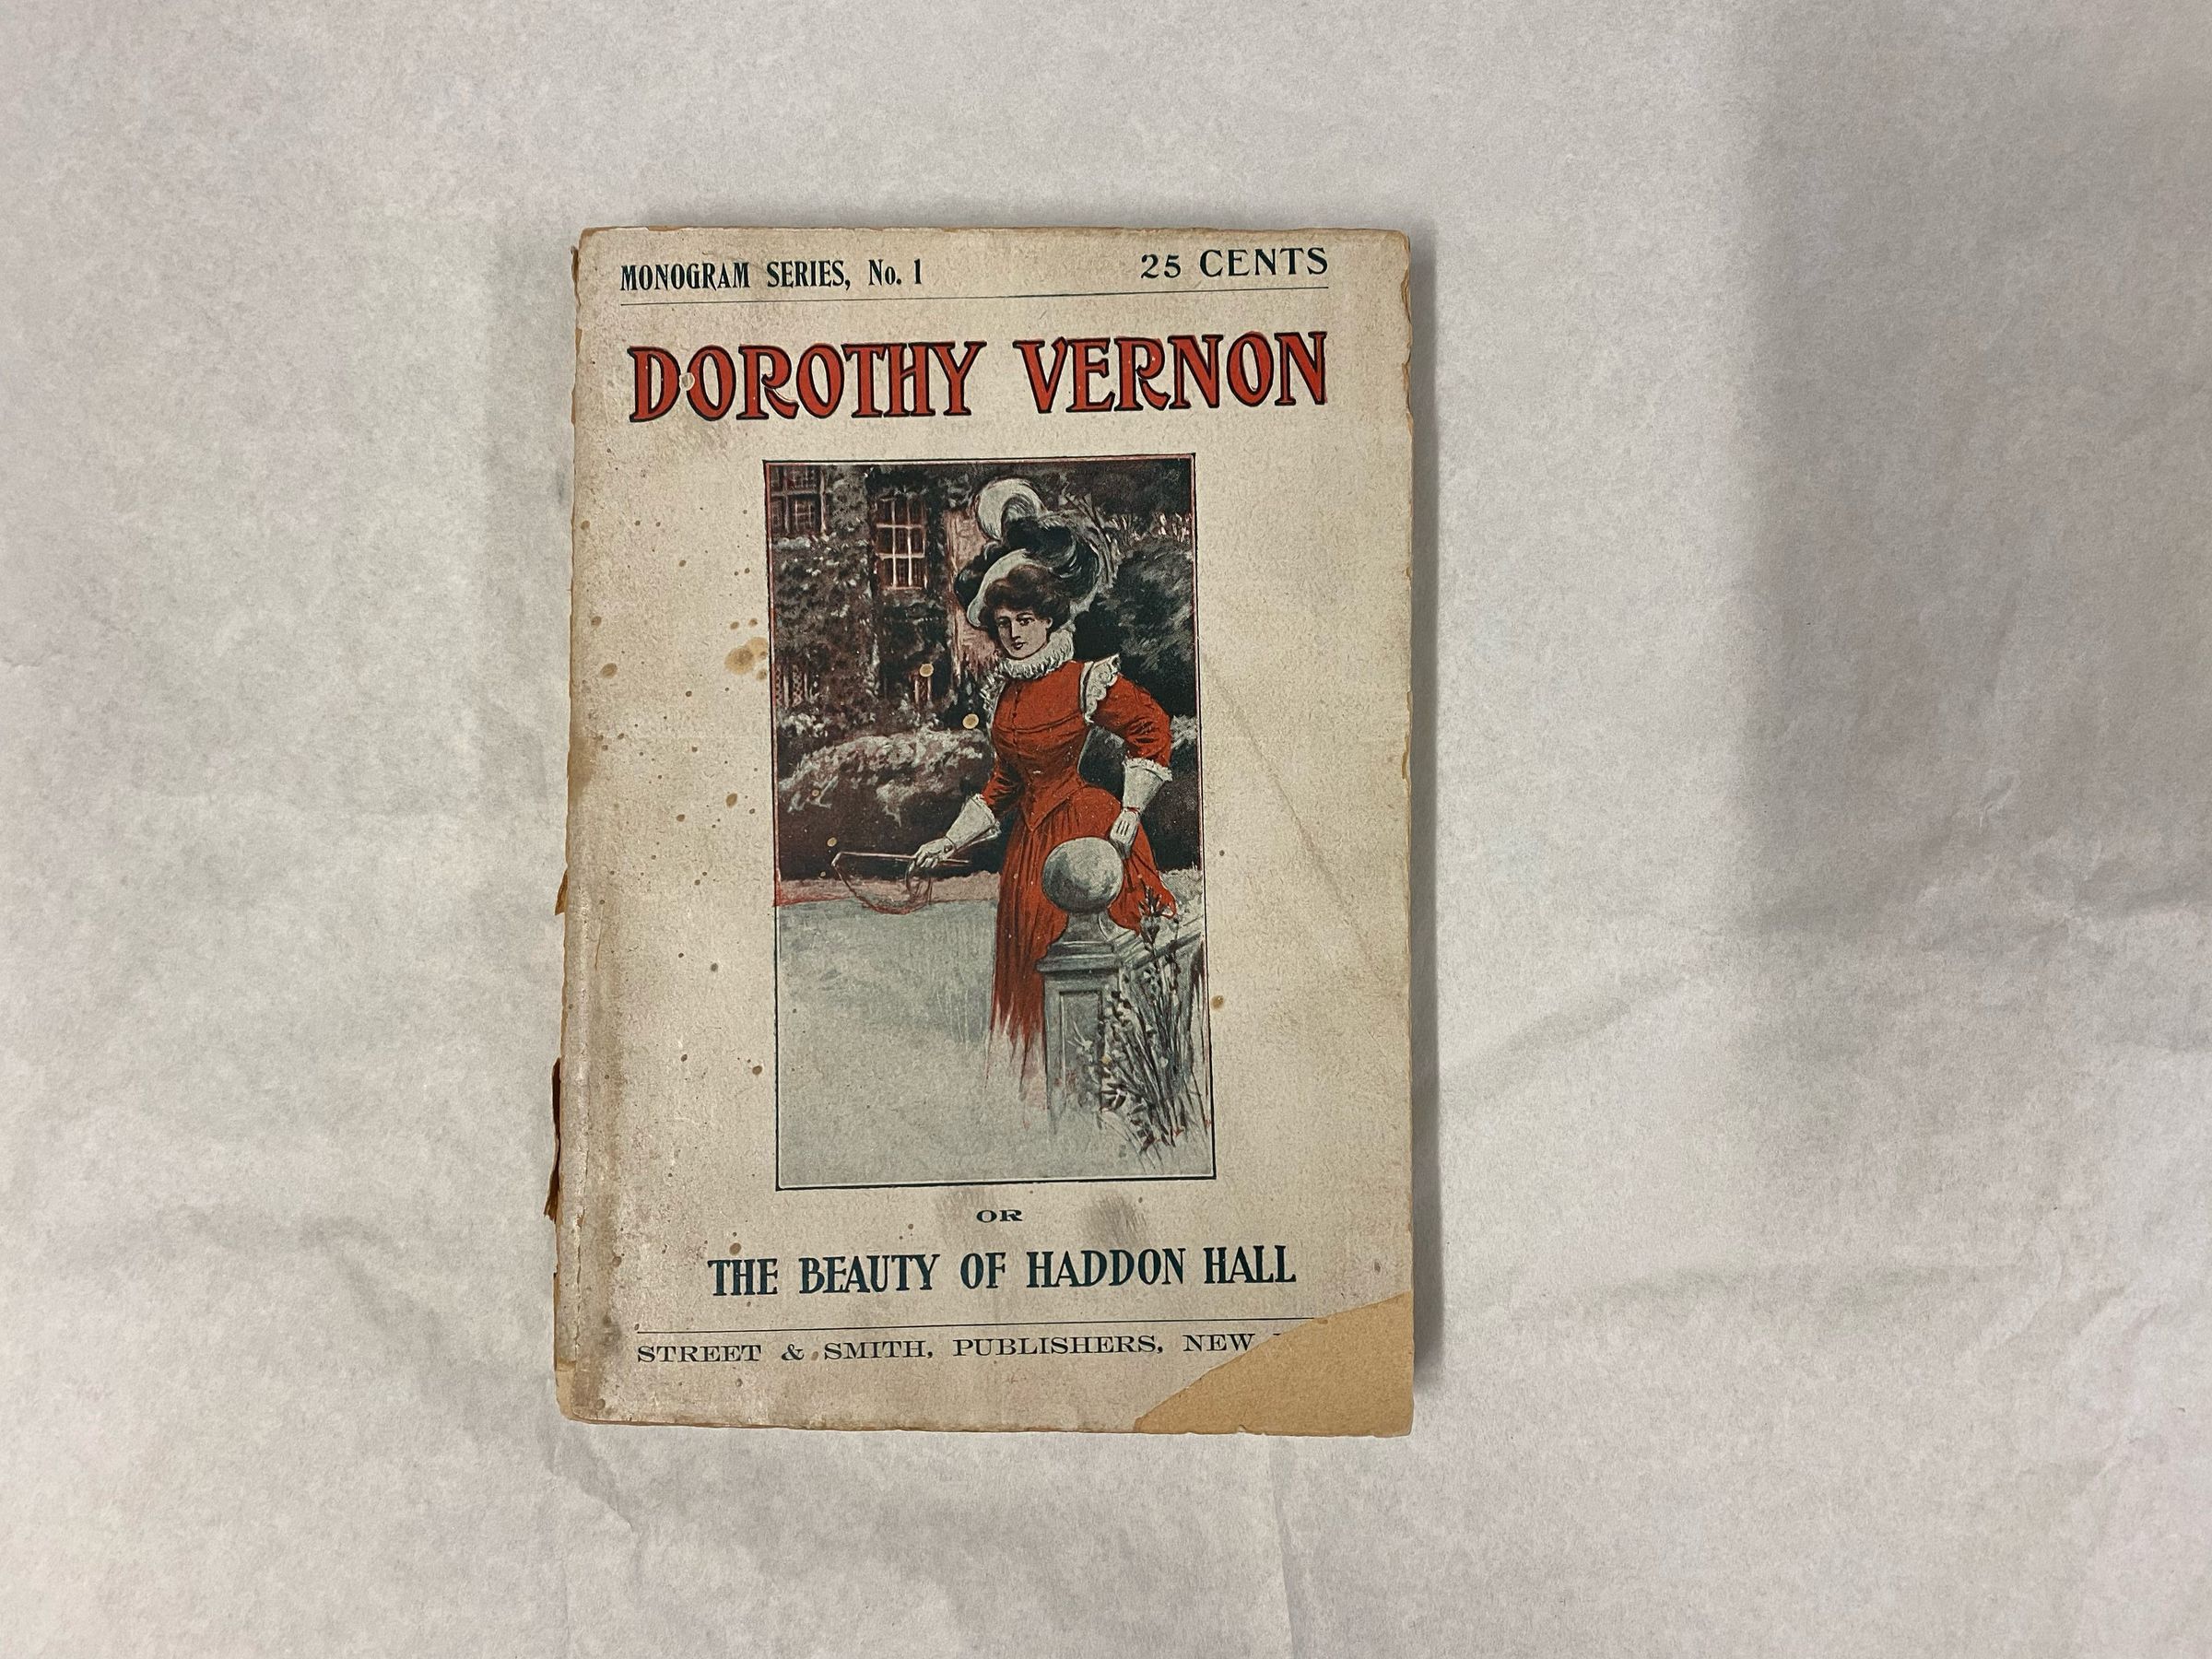 MONOGRAM SERIES, No. 1 25 CENTS
DOROTHY VERNON
OR
THE BEAUTY OF HADDON HALL
STREET & SMITH, PUBLISHERS, NEW